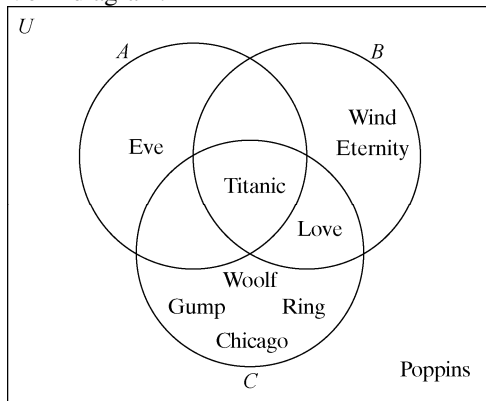 U
A
B
Wind
Eve
Eternity
Titanic
Love
Woolf
Gump
Ring
Chicago
Poppins
C